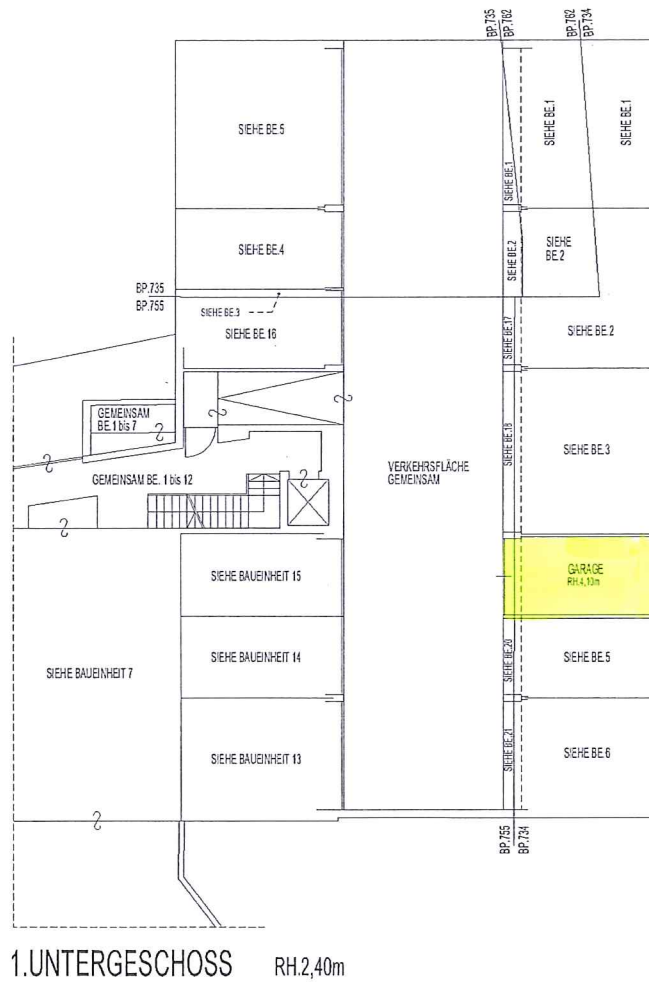 BP.735
BP.762
BP.762
BP.734
SIEHE BE.5
SIEHE BE.1
SIEHE BE.1
SIEHE BE.1
SIEHE BE.4
SIEHE BE.2
SIEHE
BE.2
BP.735
BP.755
SIEHE BE.3
SIEHE BE.16
SIEHE BE.17
SIEHE BE.2
GEMEINSAM
BE.1 bis 7
GEMEINSAM BE. 1 bis 12
VERKEHRSFLÄCHE
GEMEINSAM
SIEHE BE.18
SIEHE BE.3
SIEHE BAUEINHEIT 15
GARAGE
RH.4,10m
SIEHE BAUEINHEIT 7
SIEHE BAUEINHEIT 14
SIEHE BE.20
SIEHE BE.5
SIEHE BAUEINHEIT 13
SIEHE BE.21
SIEHE BE.6
BP.755
BP.734
1.UNTERGESCHOSS RH.2,40m